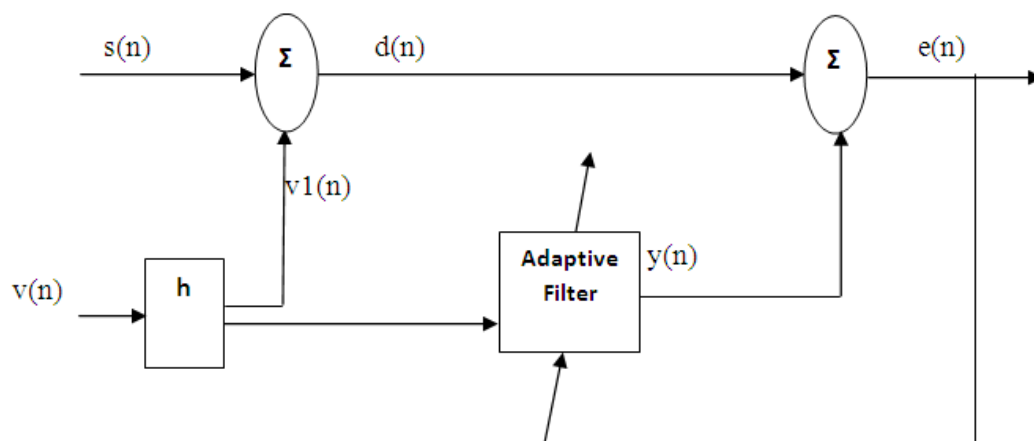 s(n)
Σ
d(n)
Σ
e(n)
v1(n)
v(n)
h
Adaptive
Filter
y(n)